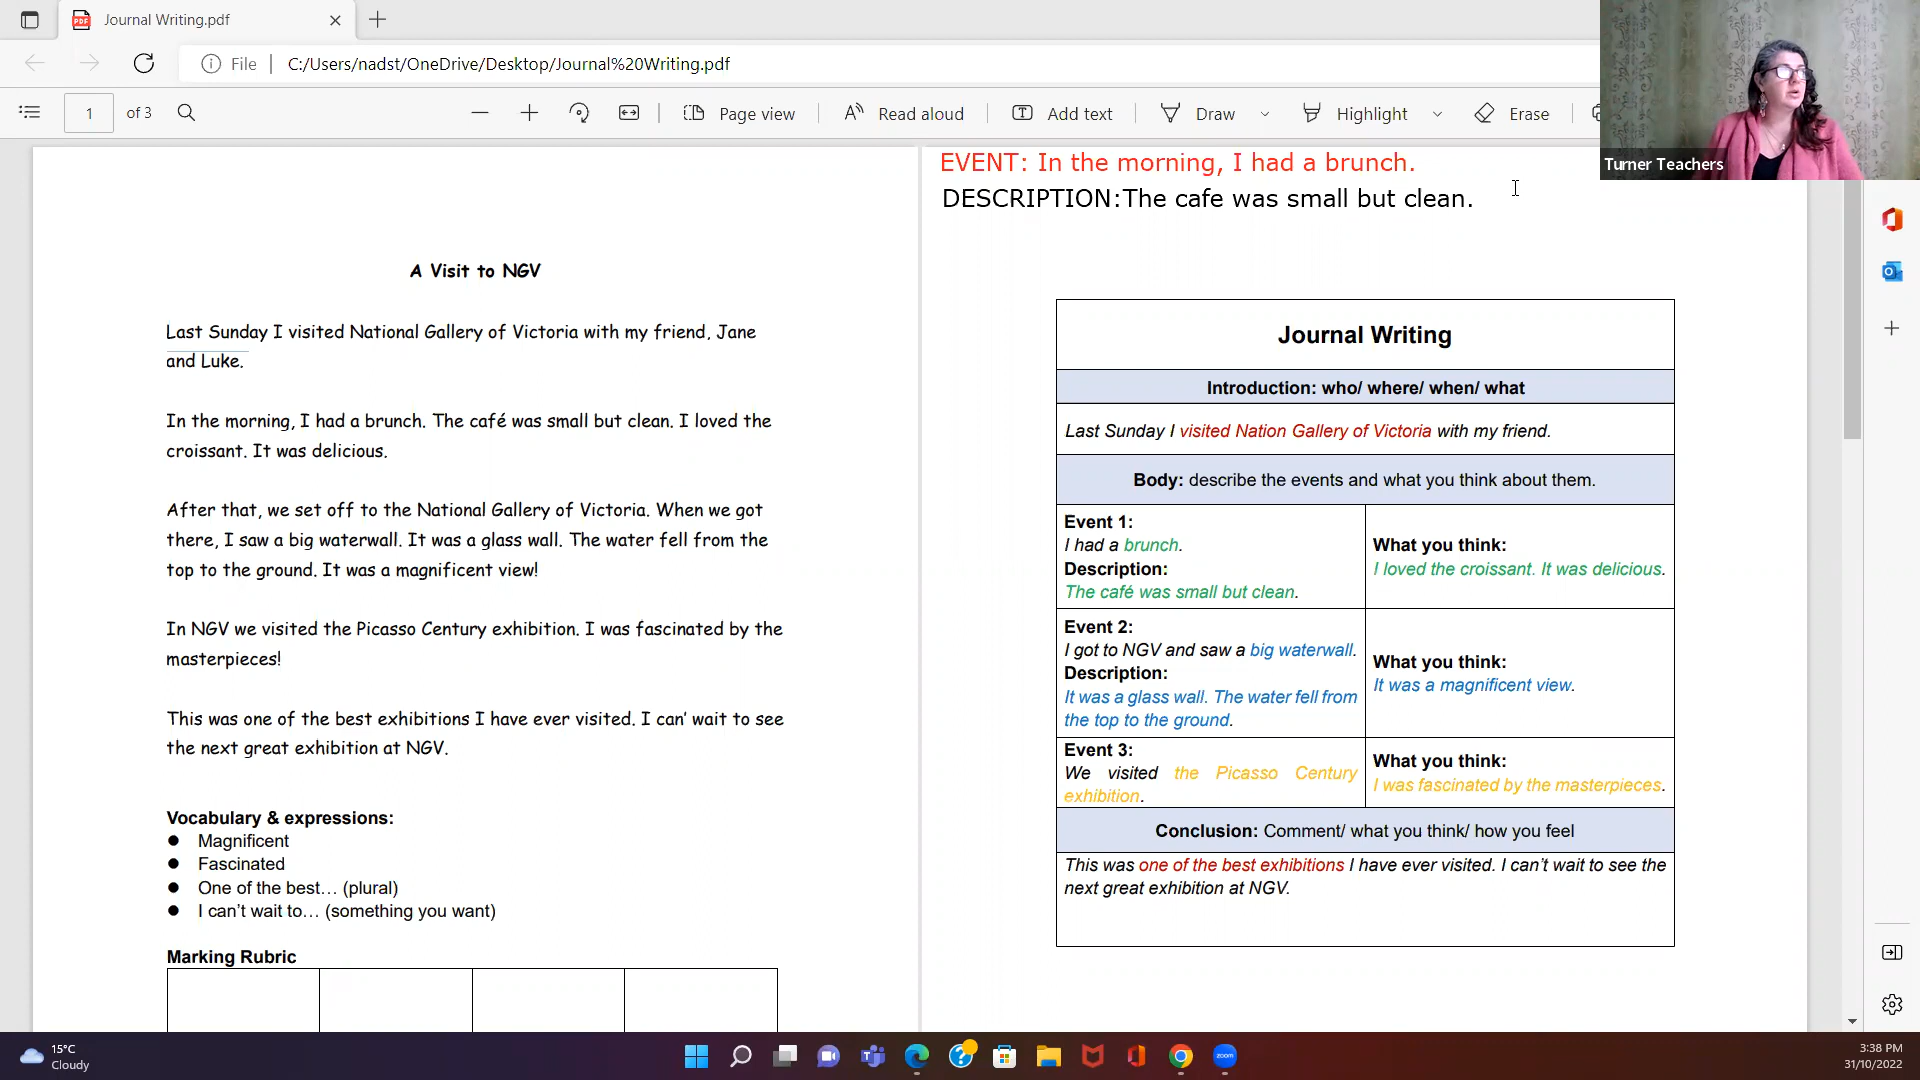 Journal Writing.pdf
File
C:/Users/nadst/OneDrive/Desktop/Journal%20Writing.pdf
1 of 3
Page view
Read aloud
Add text
Draw
Highlight
Erase
Turner Teachers
EVENT: In the morning, I had a brunch.
DESCRIPTION:The cafe was small but clean.
A Visit to NGV
Last Sunday I visited National Gallery of Victoria with my friend, Jane
and Luke.
In the morning, I had a brunch. The café was small but clean. I loved the
croissant. It was delicious.
After that, we set off to the National Gallery of Victoria. When we got
there, I saw a big waterwall. It was a glass wall. The water fell from the
top to the ground. It was a magnificent view!
In NGV we visited the Picasso Century exhibition. I was fascinated by the
masterpieces!
This was one of the best exhibitions I have ever visited. I can' wait to see
the next great exhibition at NGV.
Vocabulary & expressions:
● Magnificent
● Fascinated
● One of the best… (plural)
● I can't wait to… (something you want)
Marking Rubric
Journal Writing
Introduction: who/ where/ when/ what
Last Sunday I visited Nation Gallery of Victoria with my friend.
Body: describe the events and what you think about them.
Event 1:
I had a brunch.
Description:
The café was small but clean.
What you think:
I loved the croissant. It was delicious.
Event 2:
I got to NGV and saw a big waterwall.
Description:
It was a glass wall. The water fell from
the top to the ground.
What you think:
It was a magnificent view.
Event 3:
We visited the Picasso Century
exhibition.
What you think:
I was fascinated by the masterpieces.
Conclusion: Comment/ what you think/ how you feel
This was one of the best exhibitions I have ever visited. I can't wait to see the
next great exhibition at NGV.
15°C
Cloudy
zoom
3:38 PM
31/10/2022